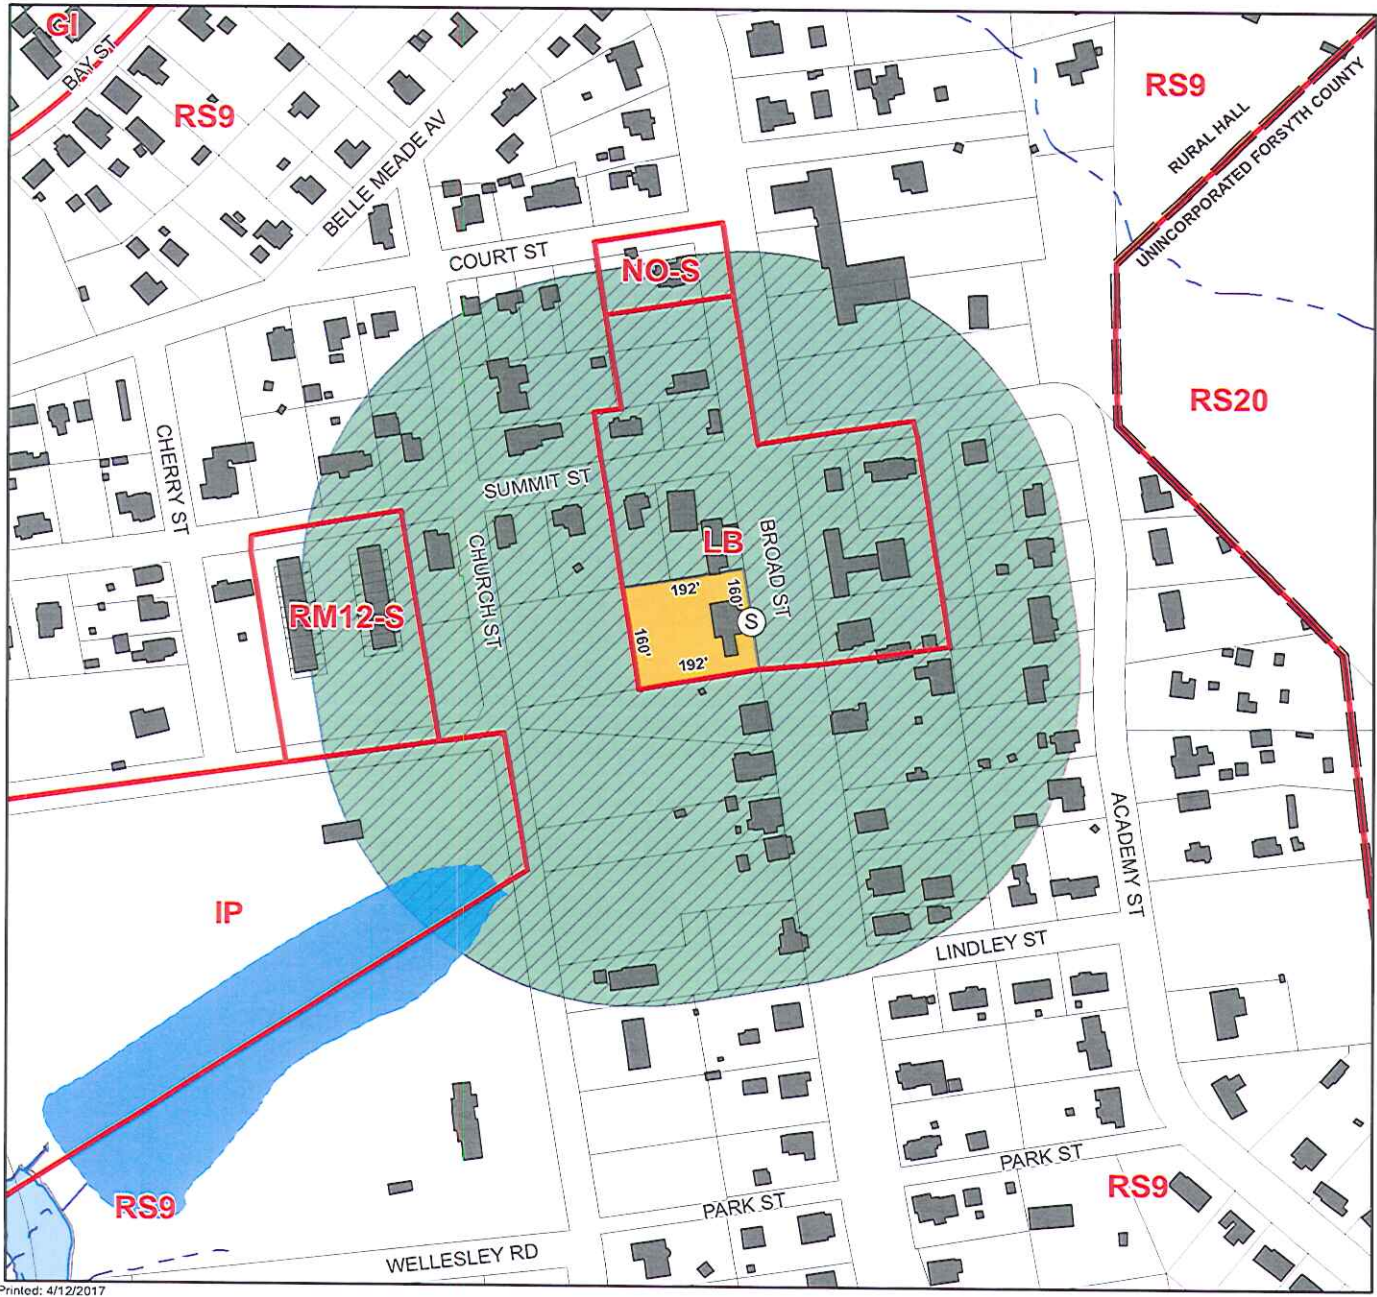 GI
BAY ST
RS9
BELLE MEADE AV
RS9
RURAL HALL
UNINCORPORATED FORSYTH COUNTY
COURT ST
NO-S
RS20
CHERRY ST
SUMMIT ST
CHURCH ST
LB
BROAD ST
192'
160'
S
RM12-S
160'
192'
ACADEMY ST
IP
LINDLEY ST
PARK ST
RS9
RS9
PARK ST
WELLESLEY RD
Printed: 4/12/2017